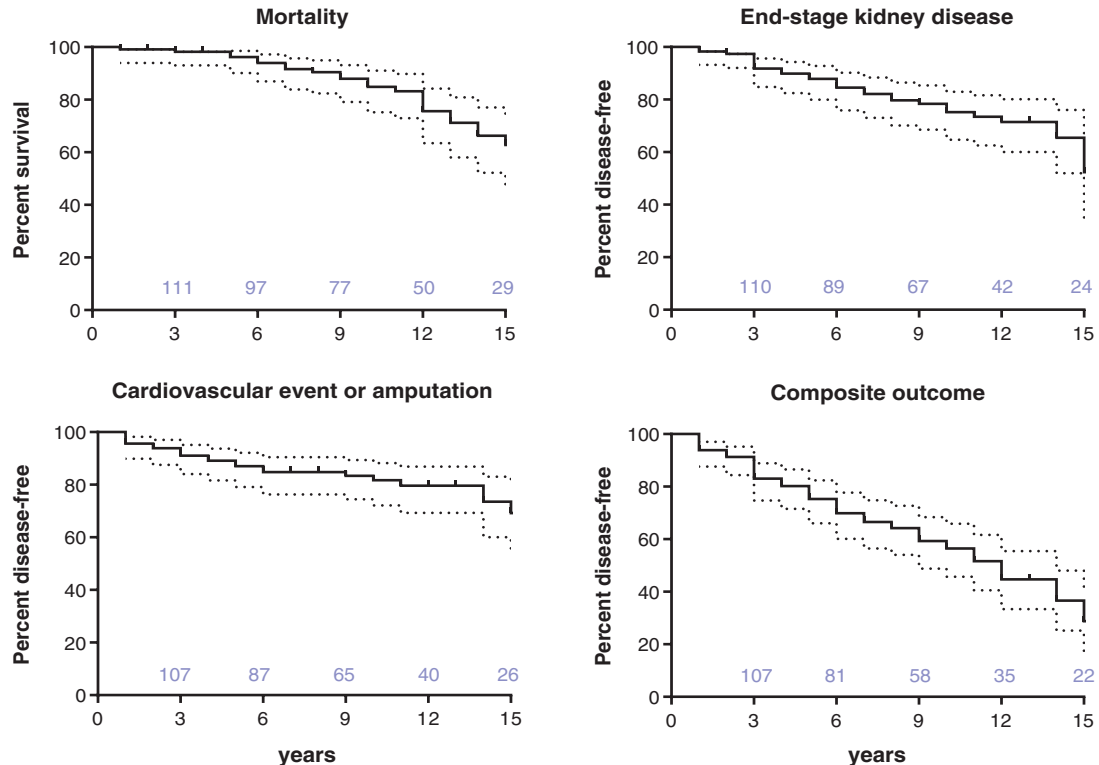 Mortality
Percent survival
100
80
60
40
20
0
111 97 77 50 29
0 3 6 9 12 15
End-stage kidney disease
Percent disease-free
100
80
60
40
20
0
110 89 67 42 24
0 3 6 9 12 15
Cardiovascular event or amputation
Percent disease-free
100
80
60
40
20
0
107 87 65 40 26
0 3 6 9 12 15
years
Composite outcome
Percent disease-free
100
80
60
40
20
0
107 81 58 35 22
0 3 6 9 12 15
years